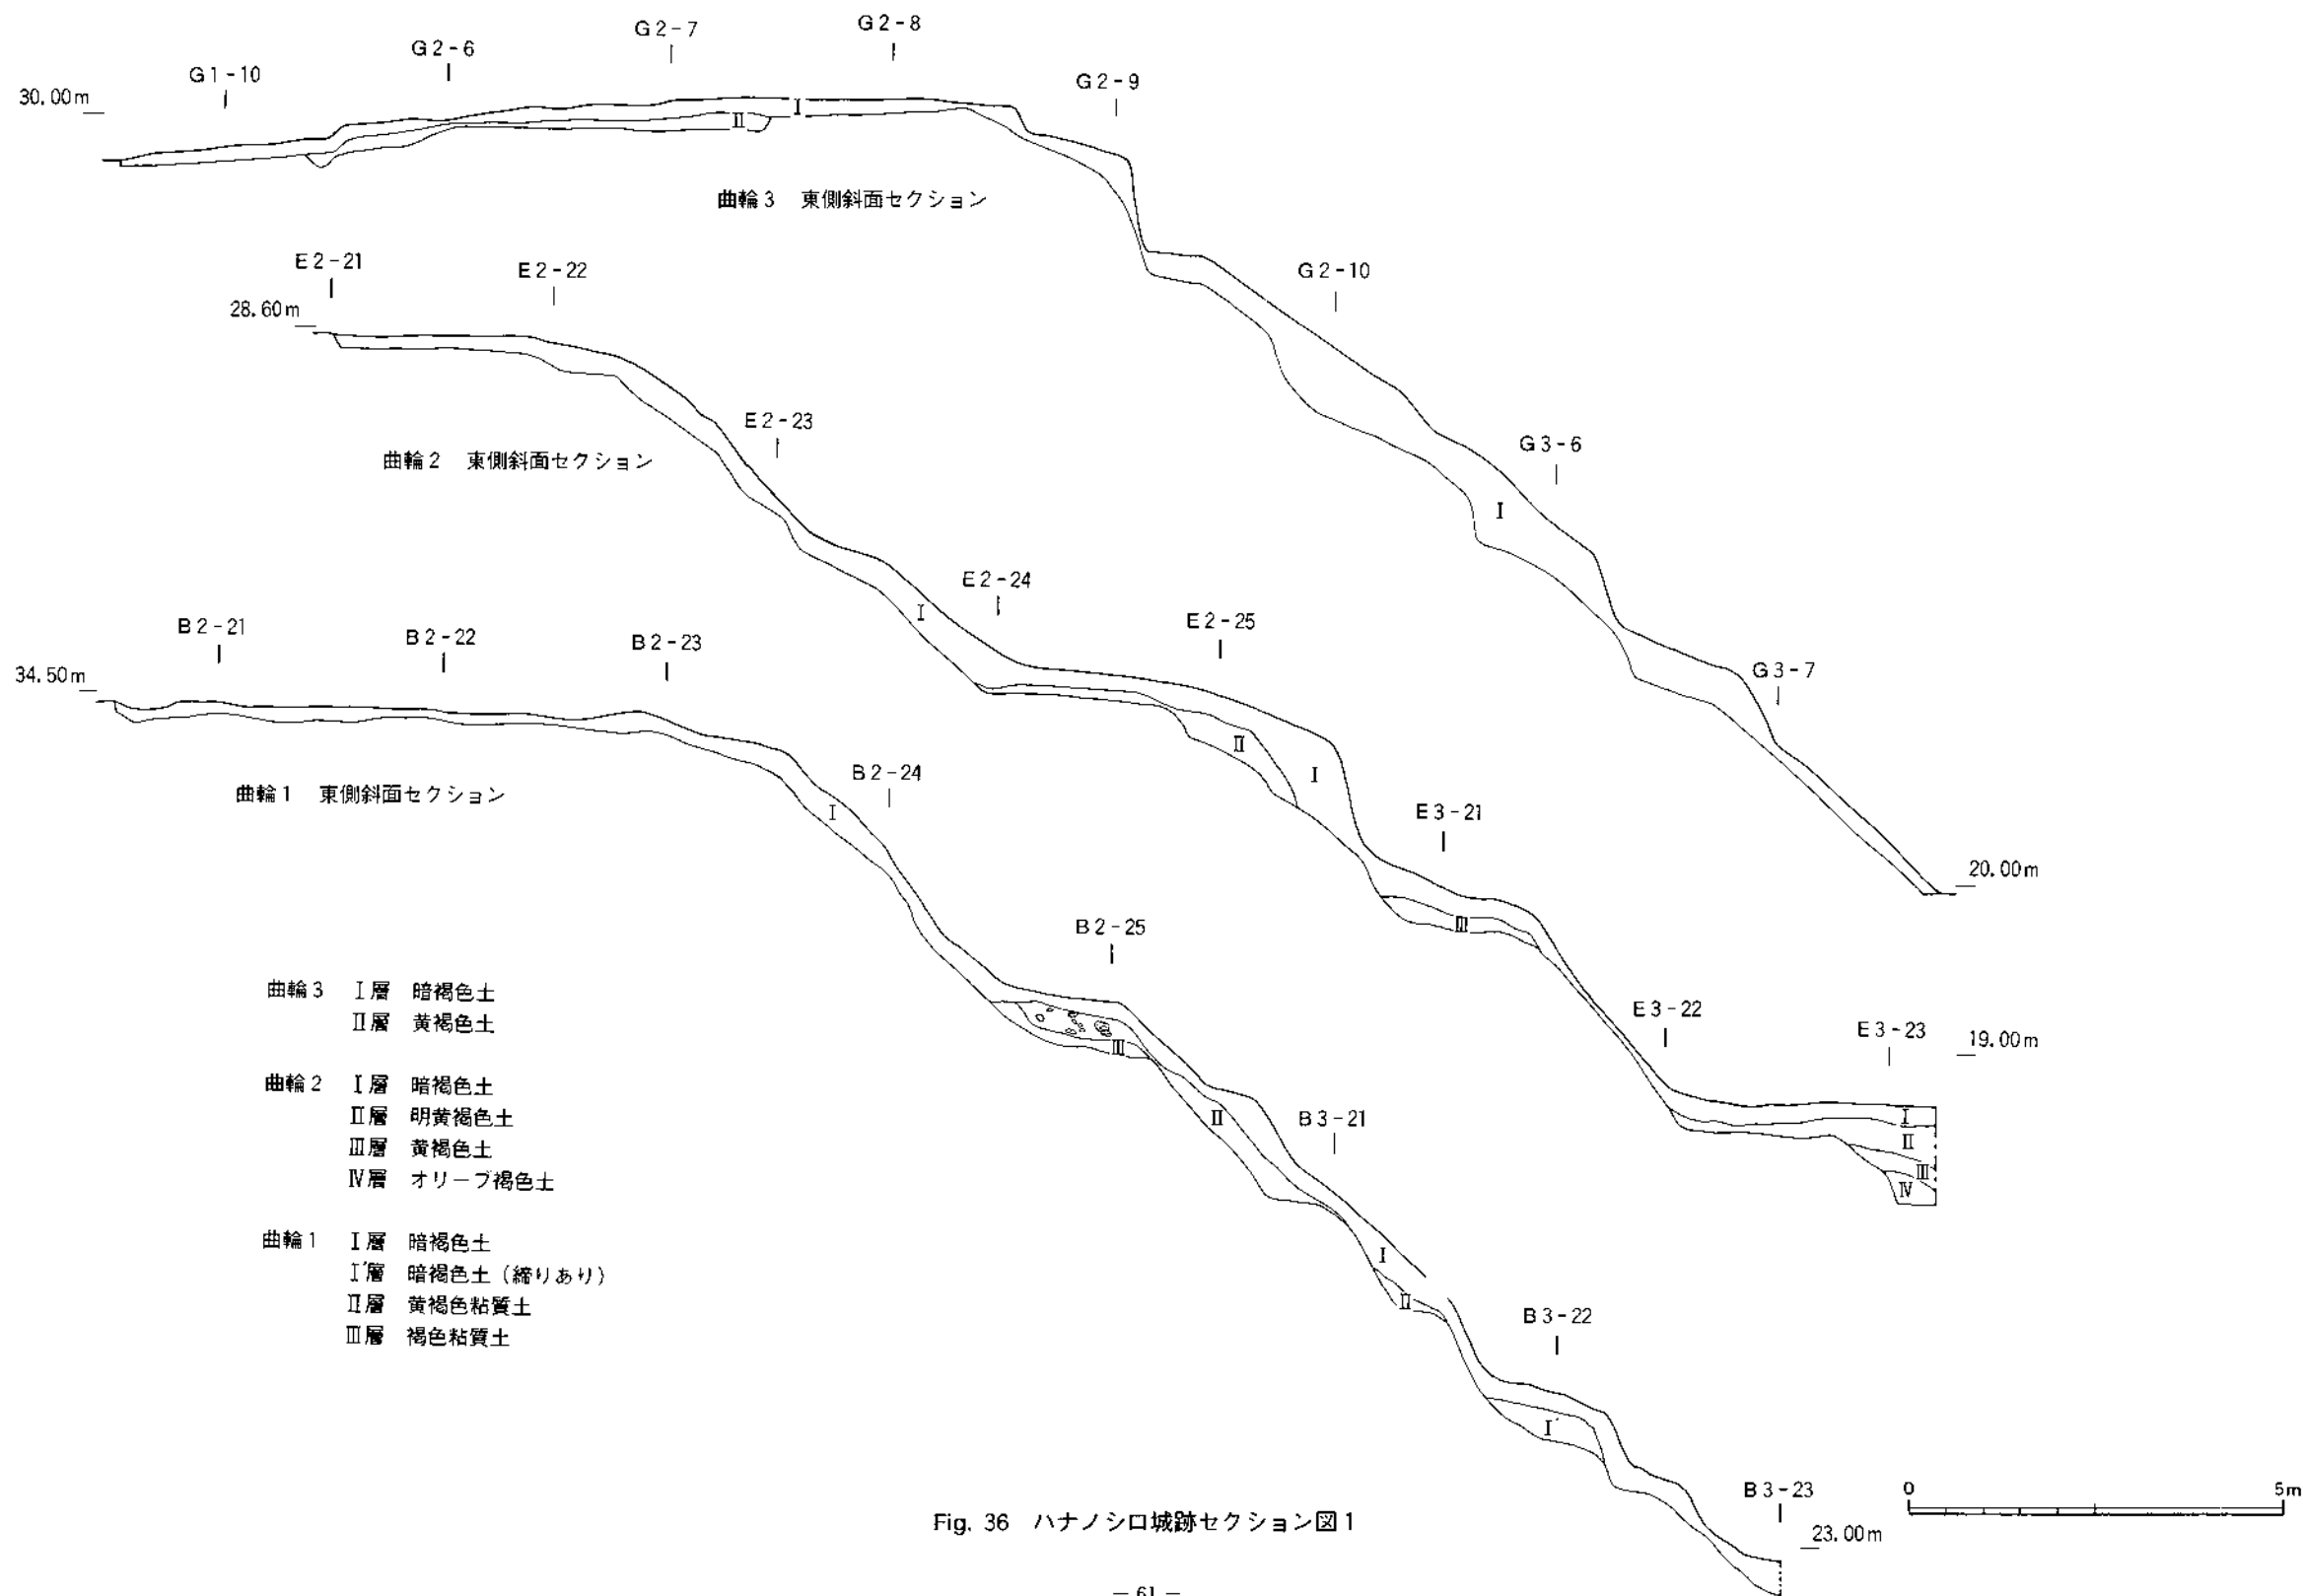 G2-8
G2-7
G2-6
G1-10
G2-9
30.00m
I
II
曲輪3 東側斜面セクション
E2-21
E2-22
G2-10
28.60m
E2-23
G3-6
曲輪2 東側斜面セクション
I
E2-24
I
E2-25
B2-21
B2-22
B2-23
G3-7
34.50m
II
B2-24
I
曲輪1 東側斜面セクション
I
E3-21
20.00m
B2-25
III
曲輪3 I層 暗褐色土
II層 黄褐色土
E3-22
E3-23
19.00m
III
曲輪2 I層 暗褐色土
II層 明黄褐色土
III層 黄褐色土
IV層 オリーブ褐色土
II
B3-21
I
II
III
IV
曲輪1 I層 暗褐色土
I´層 暗褐色土(締りあり)
II層 黄褐色粘質土
III層 褐色粘質土
I
II
B3-22
I´
B3-23
0 5m
23.00m
Fig. 36 ハナノシロ城跡セクション図1
— 61 —